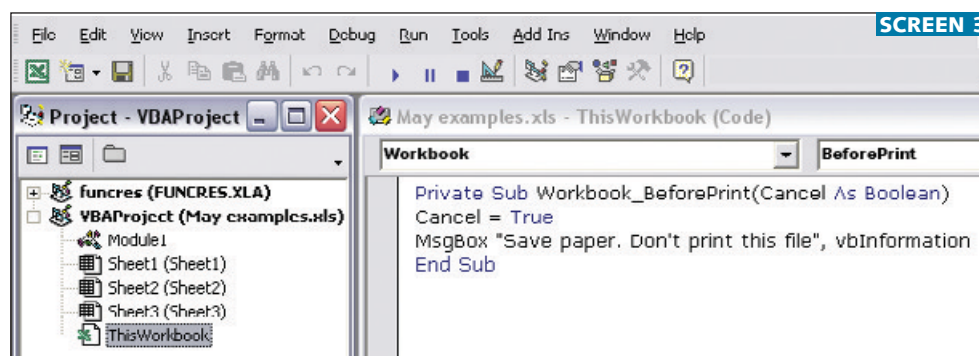 SCREEN 3
File Edit View Insert Format Debug Run Tools Add Ins Window Help
Project - VBAProject
May examples.xls - ThisWorkbook (Code)
Workbook
BeforePrint
funcres (FUNCRES.XLA)
VBAProject (May examples.xls)
Module1
Sheet1 (Sheet1)
Sheet2 (Sheet2)
Sheet3 (Sheet3)
ThisWorkbook
Private Sub Workbook_BeforePrint(Cancel As Boolean)
Cancel = True
MsgBox "Save paper. Don't print this file", vbInformation
End Sub